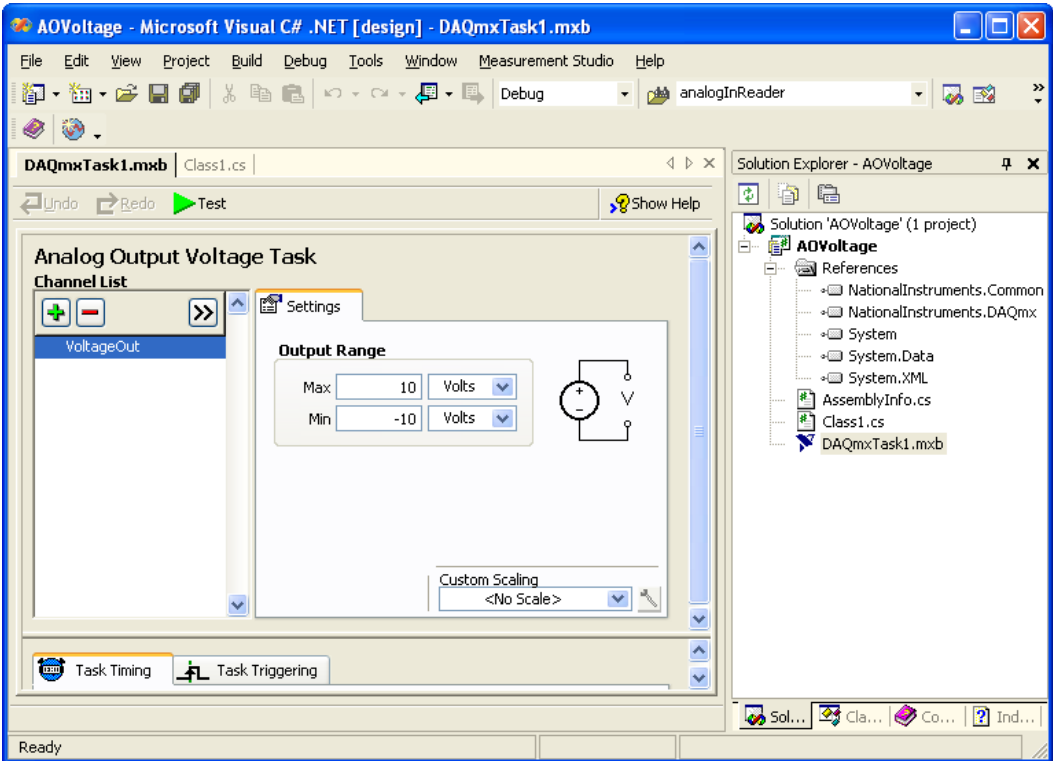 AOVoltage - Microsoft Visual C# .NET [design] - DAQmxTask1.mxb
File Edit View Project Build Debug Tools Window Measurement Studio Help
Debug analogInReader
DAQmxTask1.mxb Class1.cs
Undo Redo Test Show Help
Analog Output Voltage Task
Channel List
VoltageOut
Settings
Output Range
Max 10 Volts
Min -10 Volts
V
Custom Scaling
<No Scale>
Task Timing Task Triggering
Solution Explorer - AOVoltage
Solution 'AOVoltage' (1 project)
AOVoltage
References
NationalInstruments.Common
NationalInstruments.DAQmx
System
System.Data
System.XML
AssemblyInfo.cs
Class1.cs
DAQmxTask1.mxb
Sol... Cla... Co... Ind...
Ready